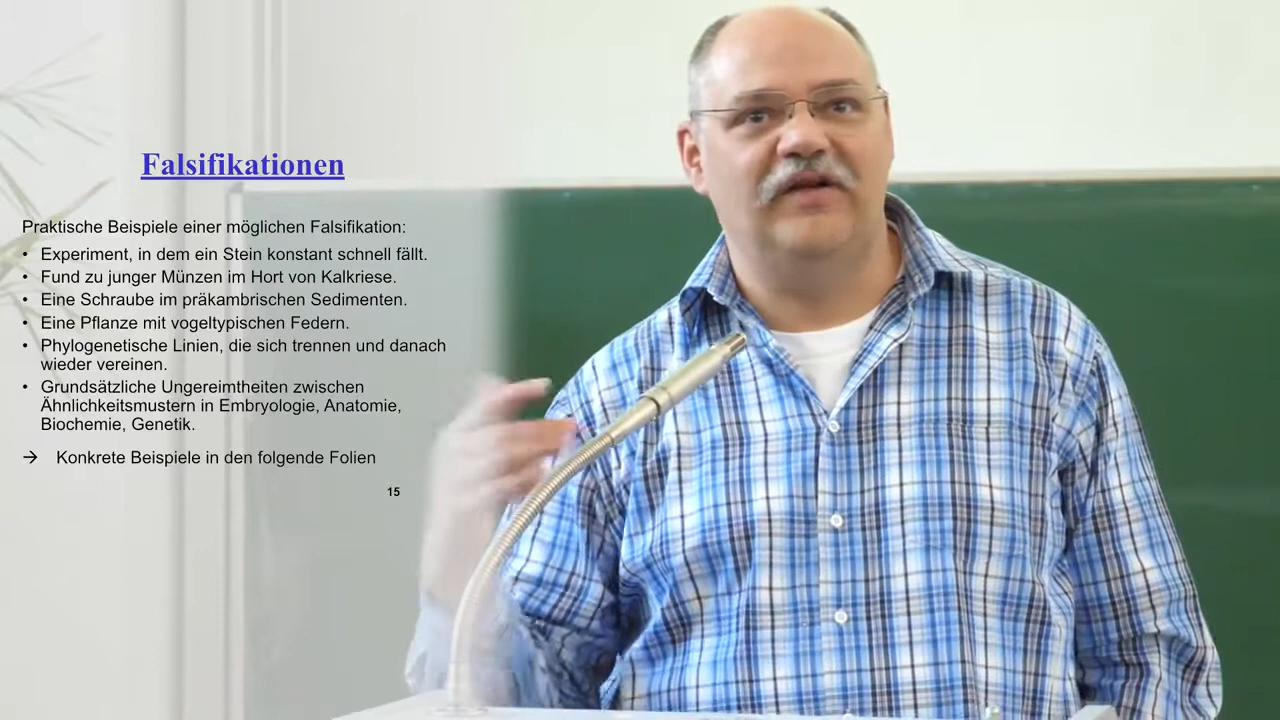 Falsifikationen
Praktische Beispiele einer möglichen Falsifikation:
• Experiment, in dem ein Stein konstant schnell fällt.
• Fund zu junger Münzen im Hort von Kalkriese.
• Eine Schraube im präkambrischen Sedimenten.
• Eine Pflanze mit vogeltypischen Federn.
• Phylogenetische Linien, die sich trennen und danach
wieder vereinen.
• Grundsätzliche Ungereimtheiten zwischen
Ähnlichkeitsmustern in Embryologie, Anatomie,
Biochemie, Genetik.
→ Konkrete Beispiele in den folgende Folien
15